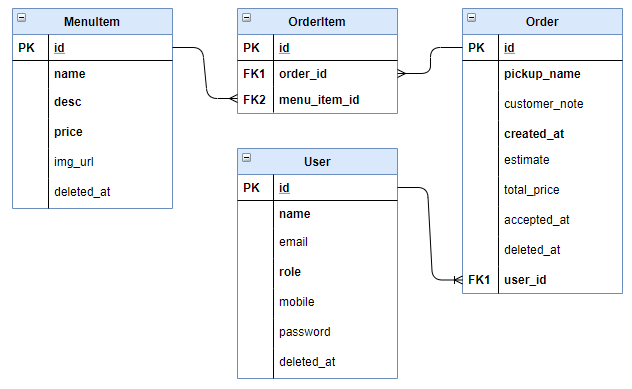 MenuItem
PK id
name
desc
price
img_url
deleted_at
OrderItem
PK id
FK1 order_id
FK2 menu_item_id
Order
PK id
pickup_name
customer_note
created_at
estimate
total_price
accepted_at
deleted_at
FK1 user_id
User
PK id
name
email
role
mobile
password
deleted_at